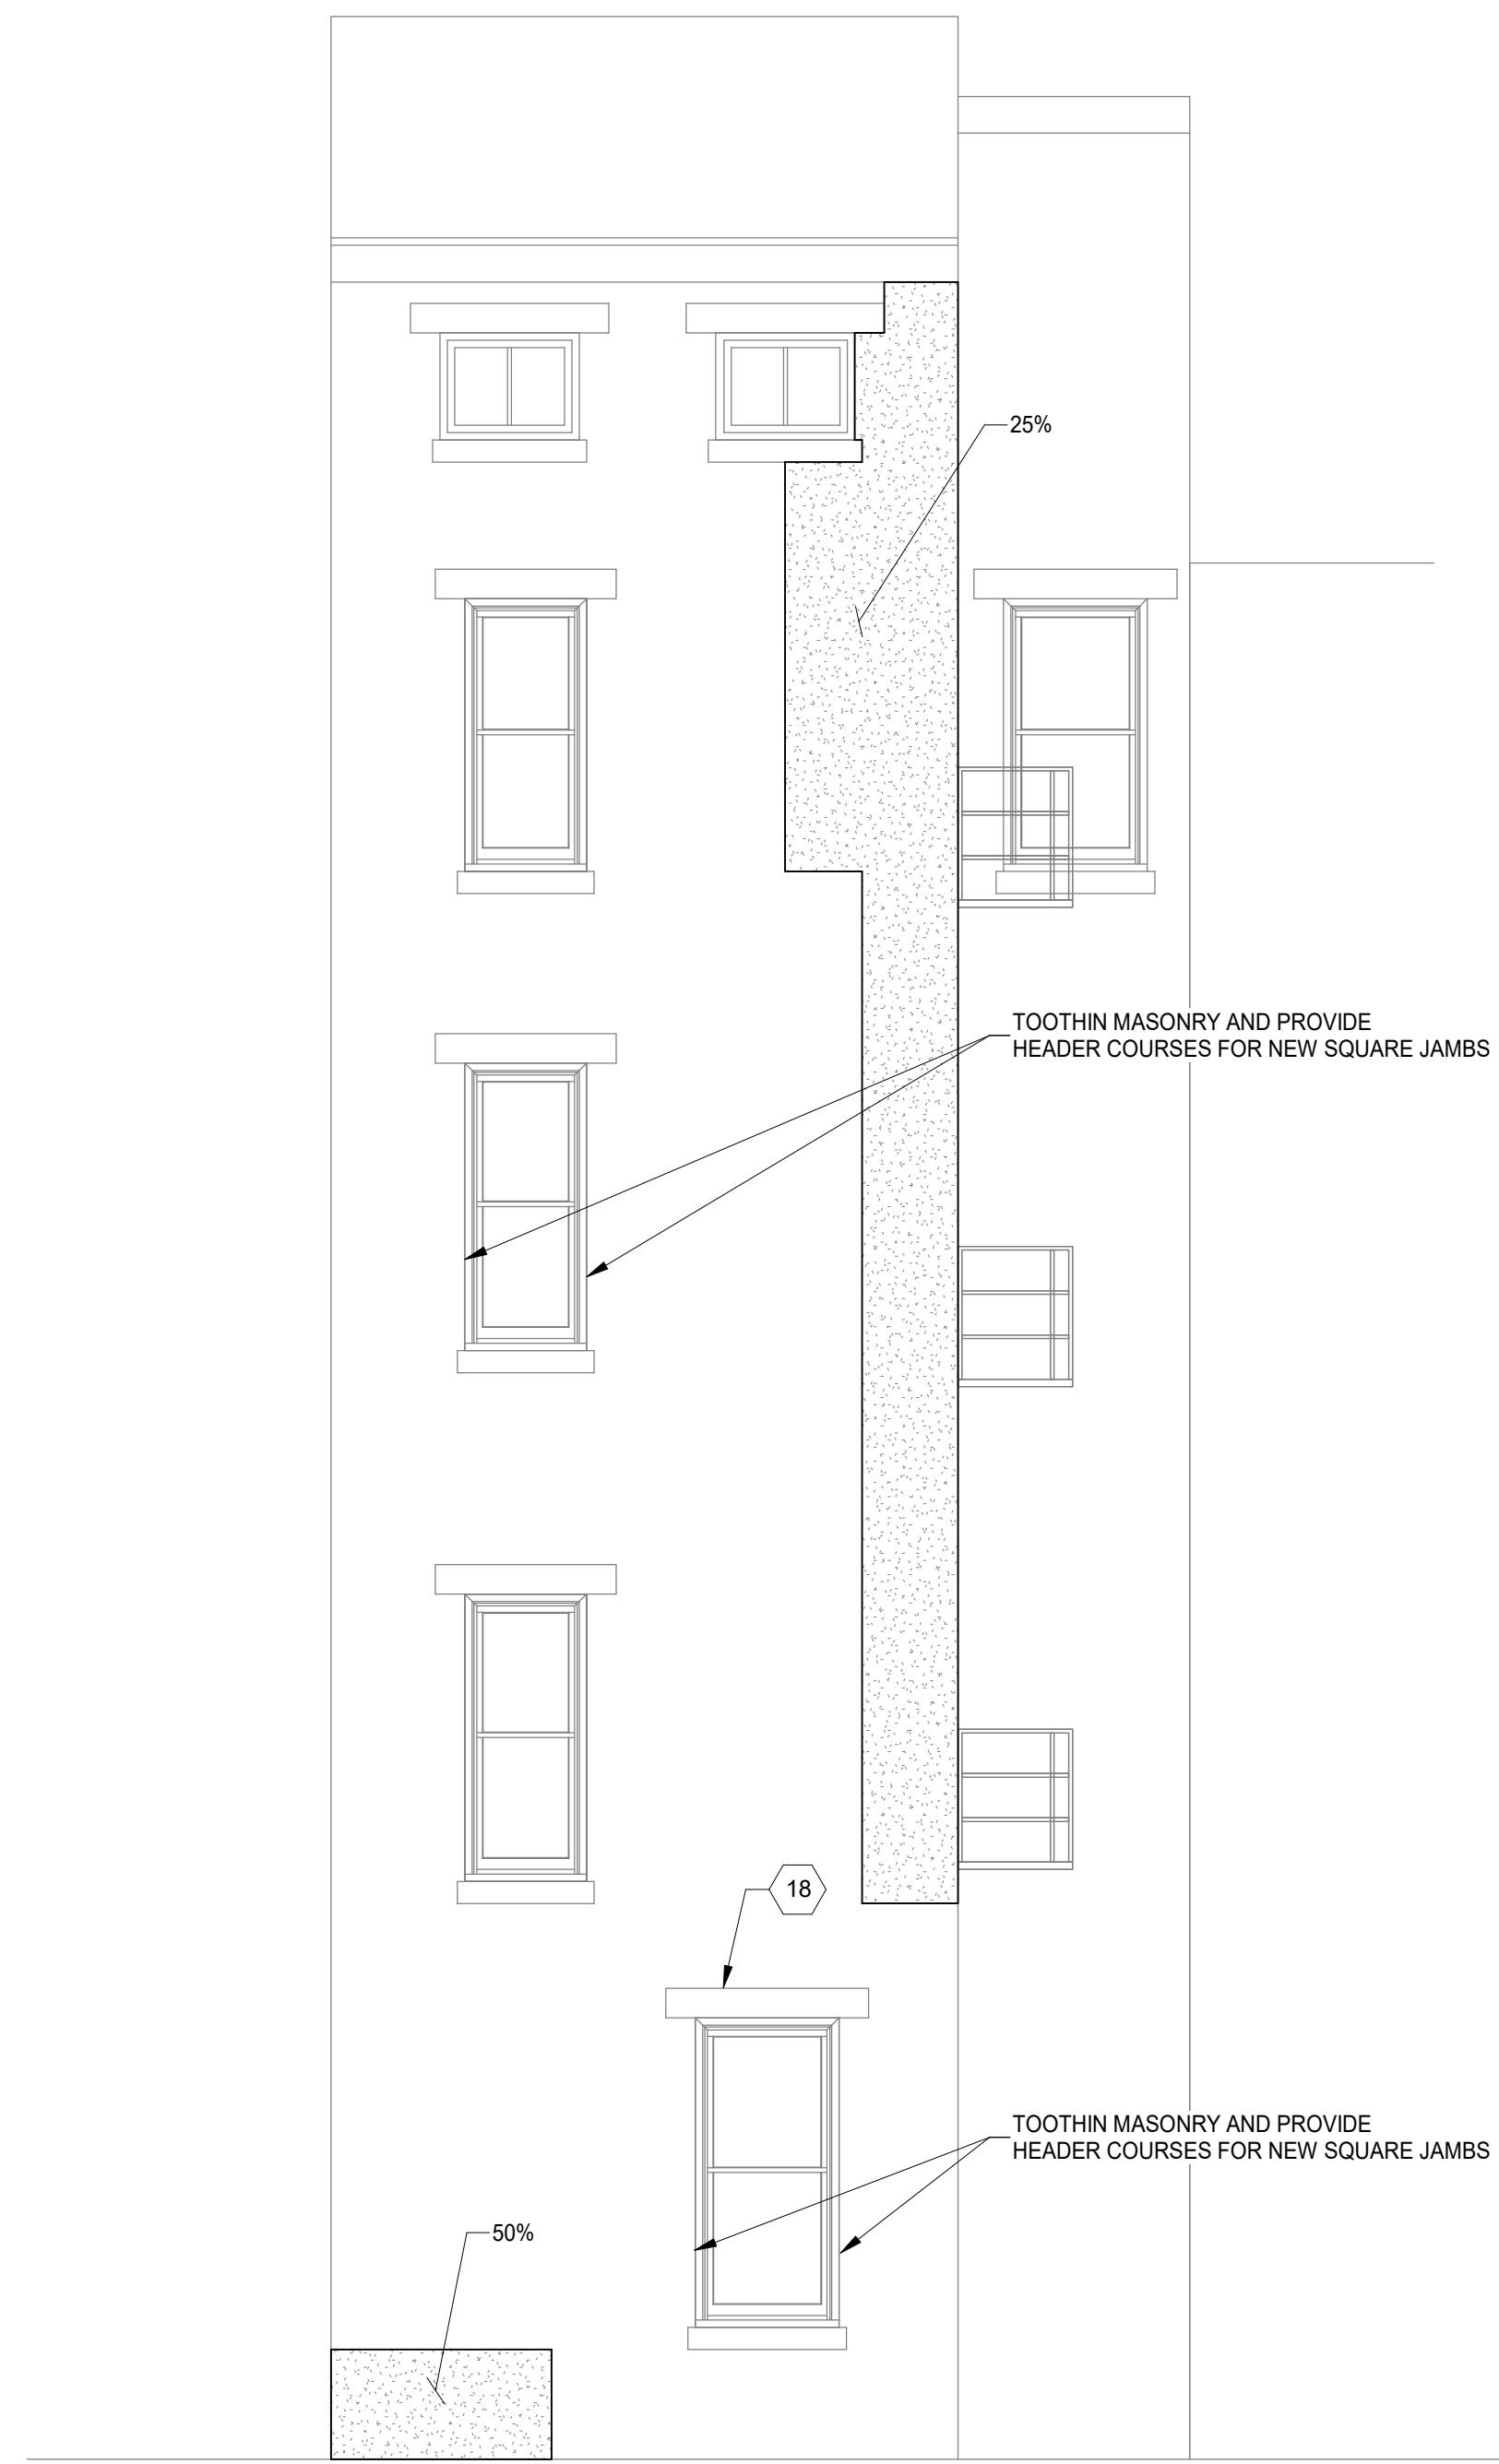 25%
TOOTHIN MASONRY AND PROVIDE
HEADER COURSES FOR NEW SQUARE JAMBS
18
TOOTHIN MASONRY AND PROVIDE
HEADER COURSES FOR NEW SQUARE JAMBS
50%